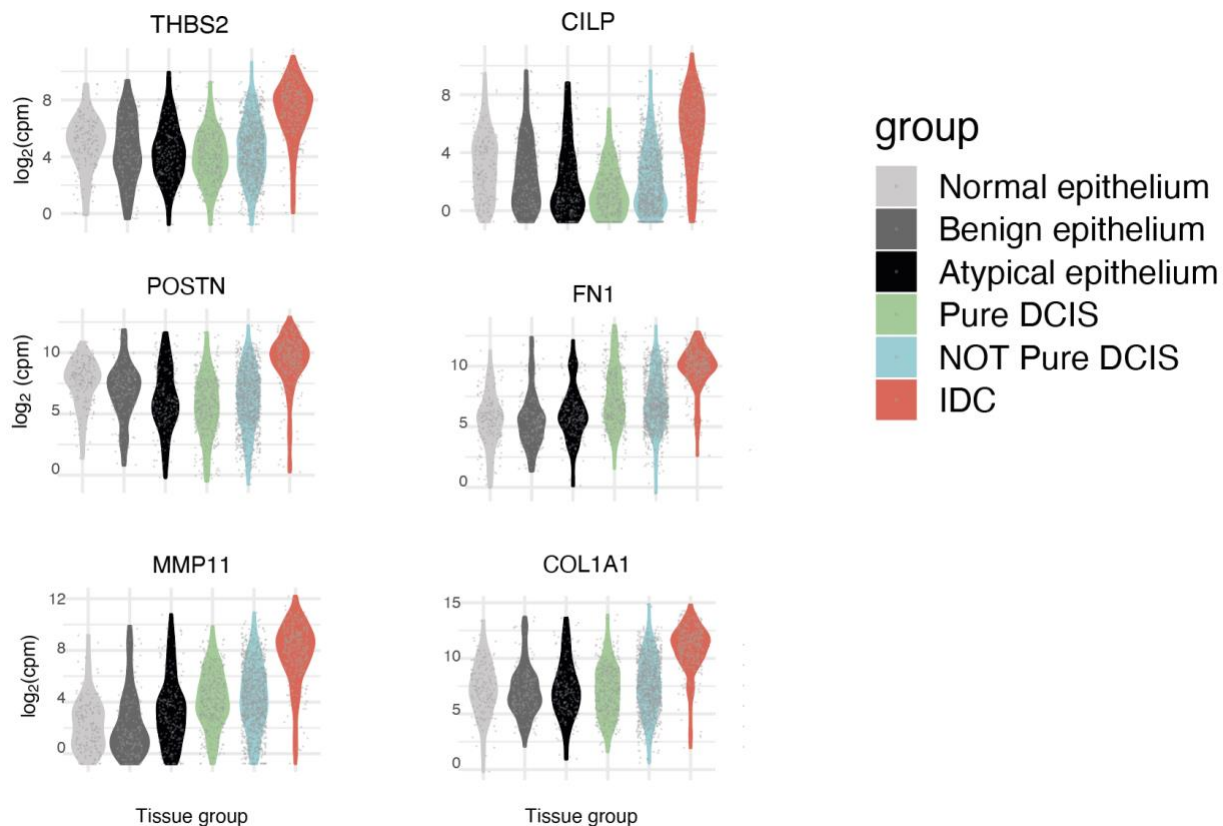 THBS2
log2(cpm)
8
4
0
CILP
8
4
0
group
Normal epithelium
Benign epithelium
Atypical epithelium
Pure DCIS
NOT Pure DCIS
IDC
POSTN
log2 (cpm)
10
5
0
FN1
10
5
0
MMP11
log2(cpm)
12
8
4
0
Tissue group
COL1A1
15
10
5
0
Tissue group